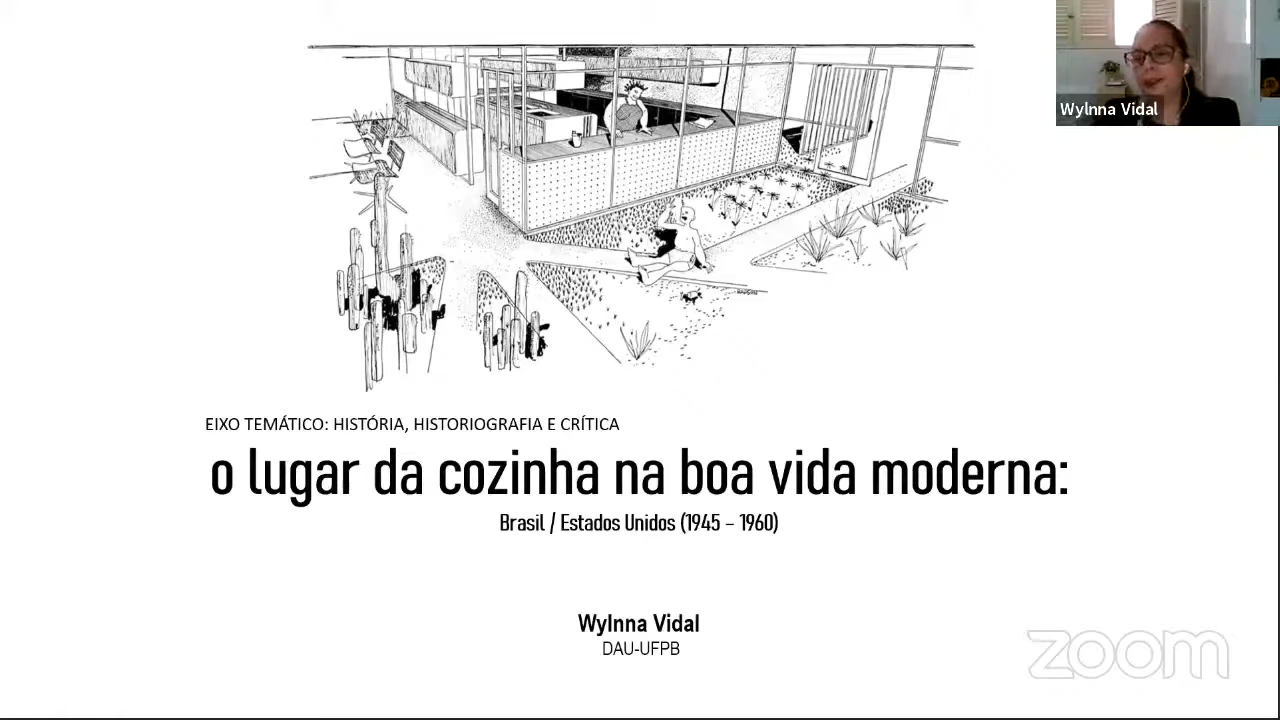 Wylnna Vidal
EIXO TEMÁTICO: HISTÓRIA, HISTORIOGRAFIA E CRÍTICA
o lugar da cozinha na boa vida moderna:
Brasil / Estados Unidos (1945 – 1960)
Wylnna Vidal
DAU-UFPB
zoom